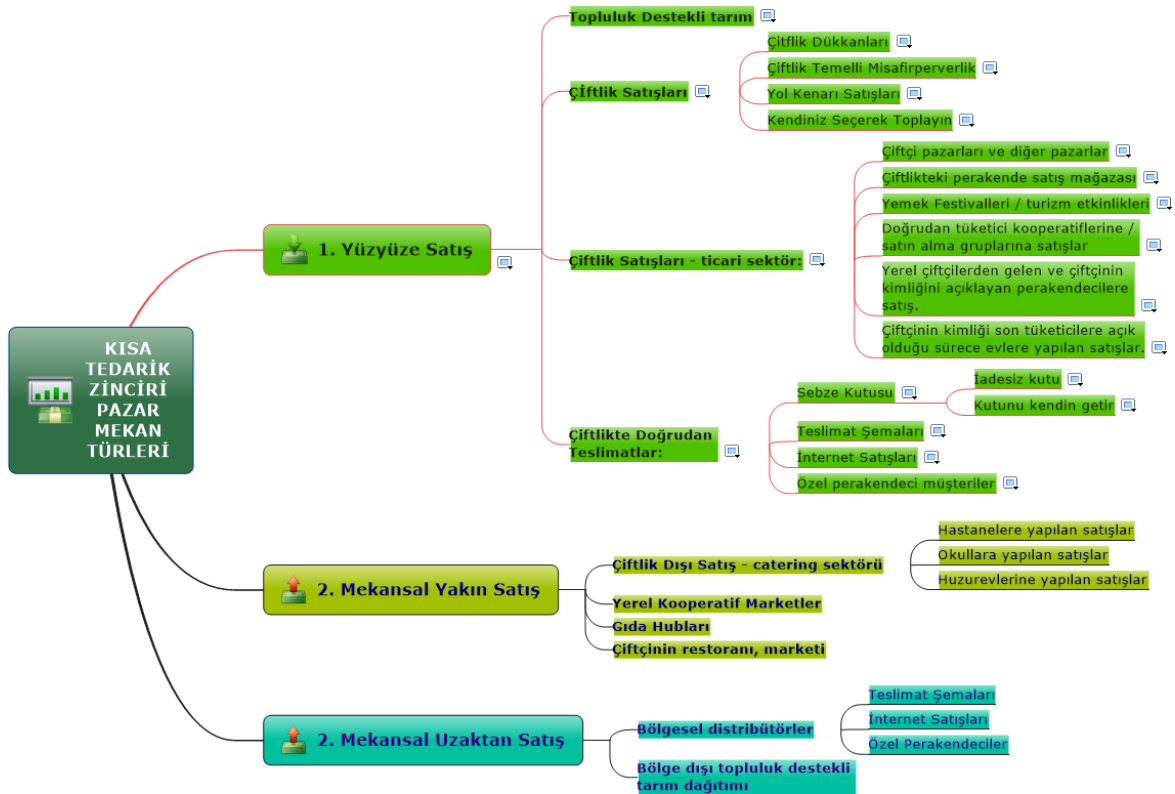 KISA
TEDARİK
ZİNCİRİ
PAZAR
MEKAN
TÜRLERİ
1. Yüzyüze Satış
Topluluk Destekli tarım
Çİftlik Satışları
Çitflik Dükkanları
Çiftlik Temelli Misafirperverlik
Yol Kenarı Satışları
Kendiniz Seçerek Toplayın
Çiftlik Satışları - ticari sektör:
Çiftçi pazarları ve diğer pazarlar
Çiftlikteki perakende satış mağazası
Yemek Festivalleri / turizm etkinlikleri
Doğrudan tüketici kooperatiflerine /
satın alma gruplarına satışlar
Yerel çiftçilerden gelen ve çiftçinin
kimliğini açıklayan perakendecilere
satış.
Çiftçinin kimliği son tüketicilere açık
olduğu sürece evlere yapılan satışlar.
Çiftlikte Doğrudan
Teslimatlar:
Sebze Kutusu
İadesiz kutu
Kutunu kendin getir
Teslimat Şemaları
İnternet Satışları
Özel perakendeci müşteriler
2. Mekansal Yakın Satış
Çiftlik Dışı Satış - catering sektörü
Hastanelere yapılan satışlar
Okullara yapılan satışlar
Huzurevlerine yapılan satışlar
Yerel Kooperatif Marketler
Gıda Hubları
Çiftçinin restoranı, marketi
2. Mekansal Uzaktan Satış
Bölgesel distribütörler
Teslimat Şemaları
İnternet Satışları
Özel Perakendeciler
Bölge dışı topluluk destekli
tarım dağıtımı